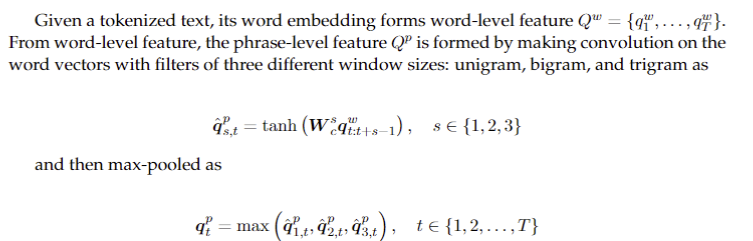 Given a tokenized text, its word embedding forms word-level feature $Q^w = \{q_1^w, \ldots, q_T^w\}$.
From word-level feature, the phrase-level feature $Q^p$ is formed by making convolution on the
word vectors with filters of three different window sizes: unigram, bigram, and trigram as
$\hat{q}_{s,t}^p = \tanh\left(\boldsymbol{W}_c^s \boldsymbol{q}_{t:t+s-1}^w\right), \quad s \in \{1, 2, 3\}$
and then max-pooled as
$\boldsymbol{q}_t^p = \max\left(\hat{\boldsymbol{q}}_{1,t}^p, \hat{\boldsymbol{q}}_{2,t}^p, \hat{\boldsymbol{q}}_{3,t}^p\right), \quad t \in \{1, 2, \ldots, T\}$